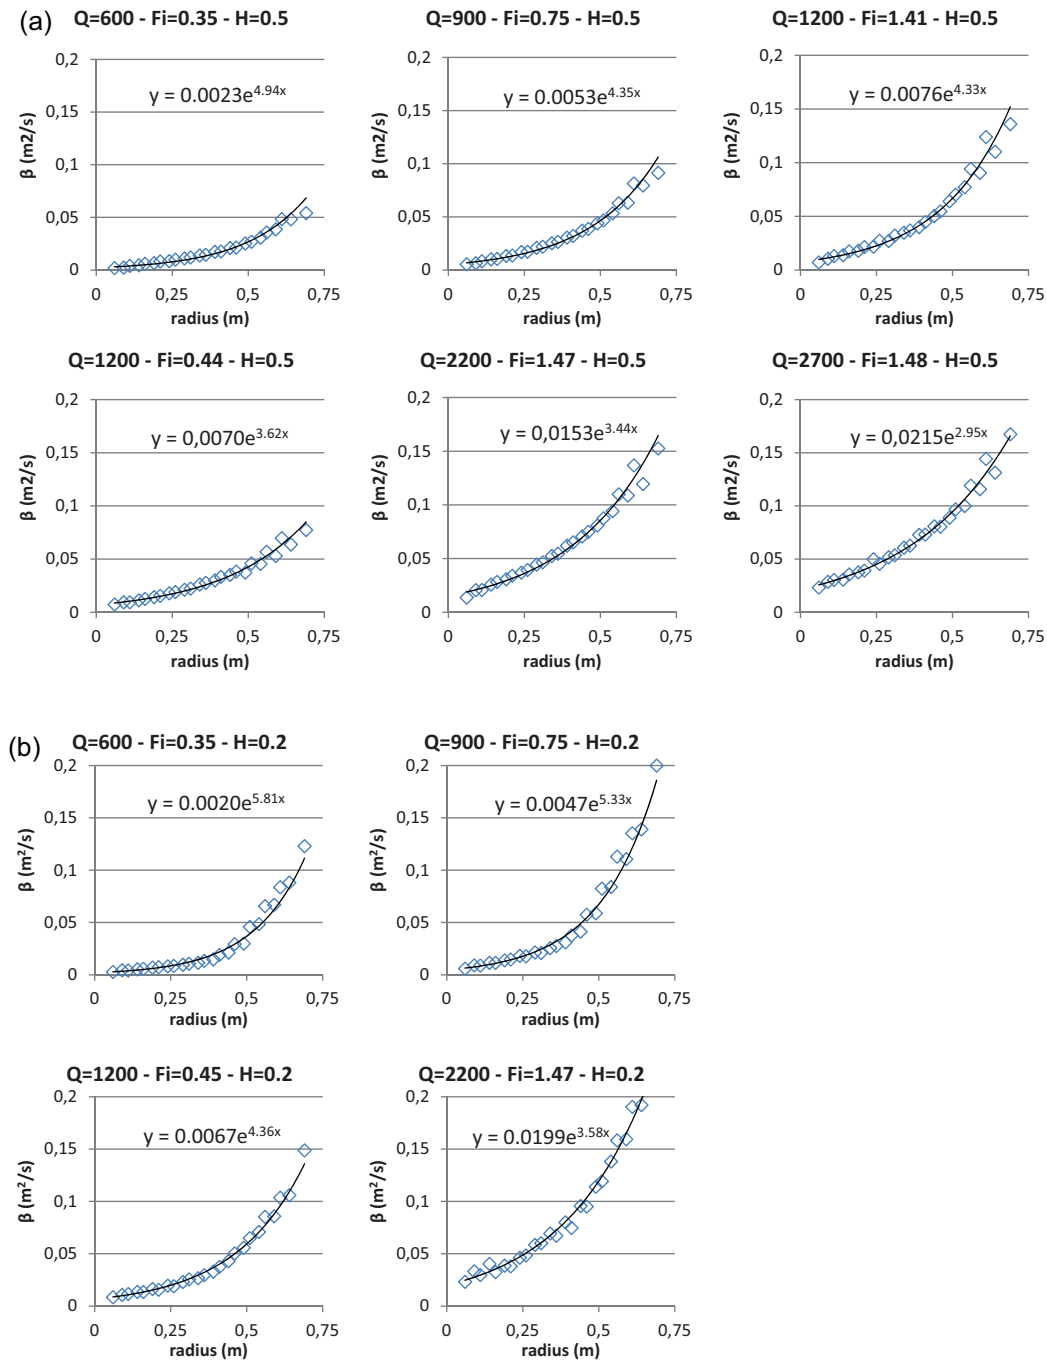 (a)
Q=600 - Fi=0.35 - H=0.5
Q=900 - Fi=0.75 - H=0.5
Q=1200 - Fi=1.41 - H=0.5
0,2
0,15
0,1
0,05
0
y = 0.0023e^4.94x
β (m2/s)
0 0,25 0,5 0,75
radius (m)
0,2
0,15
0,1
0,05
0
y = 0.0053e^4.35x
β (m2/s)
0 0,25 0,5 0,75
radius (m)
0,2
0,15
0,1
0,05
0
y = 0.0076e^4.33x
β (m2/s)
0 0,25 0,5 0,75
radius (m)
Q=1200 - Fi=0.44 - H=0.5
Q=2200 - Fi=1.47 - H=0.5
Q=2700 - Fi=1.48 - H=0.5
0,2
0,15
0,1
0,05
0
y = 0,0070e^3.62x
β (m2/s)
0 0,25 0,5 0,75
radius (m)
0,2
0,15
0,1
0,05
0
y = 0,0153e^3.44x
β (m2/s)
0 0,25 0,5 0,75
radius (m)
0,2
0,15
0,1
0,05
0
y = 0,0215e^2.95x
β (m2/s)
0 0,25 0,5 0,75
radius (m)
(b)
Q=600 - Fi=0.35 - H=0.2
Q=900 - Fi=0.75 - H=0.2
0,2
0,15
0,1
0,05
0
y = 0.0020e^5.81x
β (m²/s)
0 0,25 0,5 0,75
radius (m)
0,2
0,15
0,1
0,05
0
y = 0.0047e^5.33x
β (m²/s)
0 0,25 0,5 0,75
radius (m)
Q=1200 - Fi=0.45 - H=0.2
Q=2200 - Fi=1.47 - H=0.2
0,2
0,15
0,1
0,05
0
y = 0.0067e^4.36x
β (m²/s)
0 0,25 0,5 0,75
radius (m)
0,2
0,15
0,1
0,05
0
y = 0.0199e^3.58x
β (m²/s)
0 0,25 0,5 0,75
radius (m)